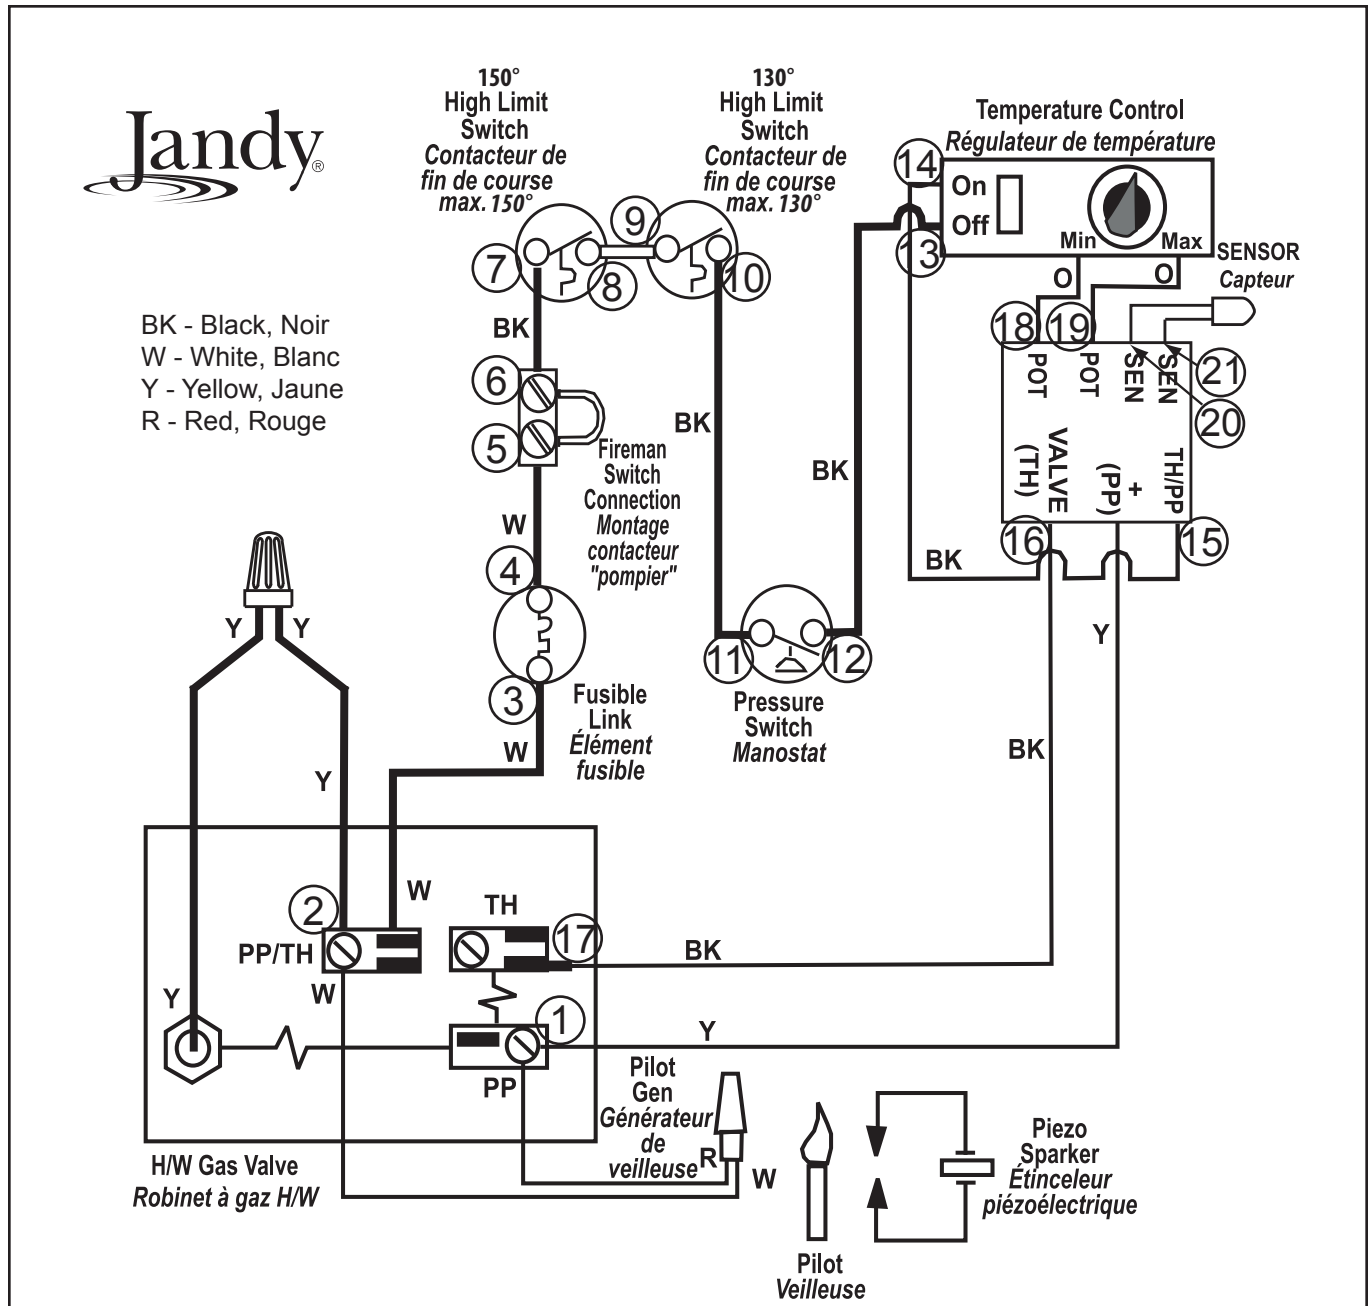 Jandy®
150°
High Limit
Switch
Contacteur de
fin de course
max. 150°
130°
High Limit
Switch
Contacteur de
fin de course
max. 130°
Temperature Control
Régulateur de température
14
On
Off
13
Min
Max
SENSOR
Capteur
O
O
BK - Black, Noir
W - White, Blanc
Y - Yellow, Jaune
R - Red, Rouge
7
8
9
10
18
19
POT
POT
SEN
SEN
21
20
VALVE
(TH)
+
(PP)
TH/PP
16
15
BK
6
5
Fireman
Switch
Connection
Montage
contacteur
"pompier"
BK
BK
BK
W
4
3
Fusible
Link
Élément
fusible
W
11
12
Pressure
Switch
Manostat
Y
BK
Y
Y
Y
W
2
PP/TH
W
TH
17
BK
Y
1
PP
Y
H/W Gas Valve
Robinet à gaz H/W
Pilot
Gen
Générateur
de
veilleuse
R
W
Pilot
Veilleuse
Piezo
Sparker
Étinceleur
piézoélectrique